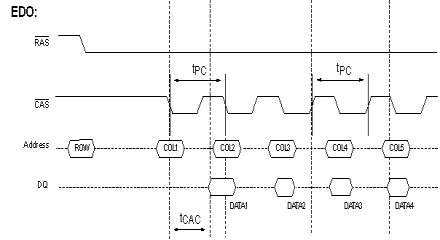 EDO:
RAS
tPC tPC
CAS
Address ROW COL1 COL2 COL3 COL4 COL5
DQ
DATA1 DATA2 DATA3 DATA4
tCAC